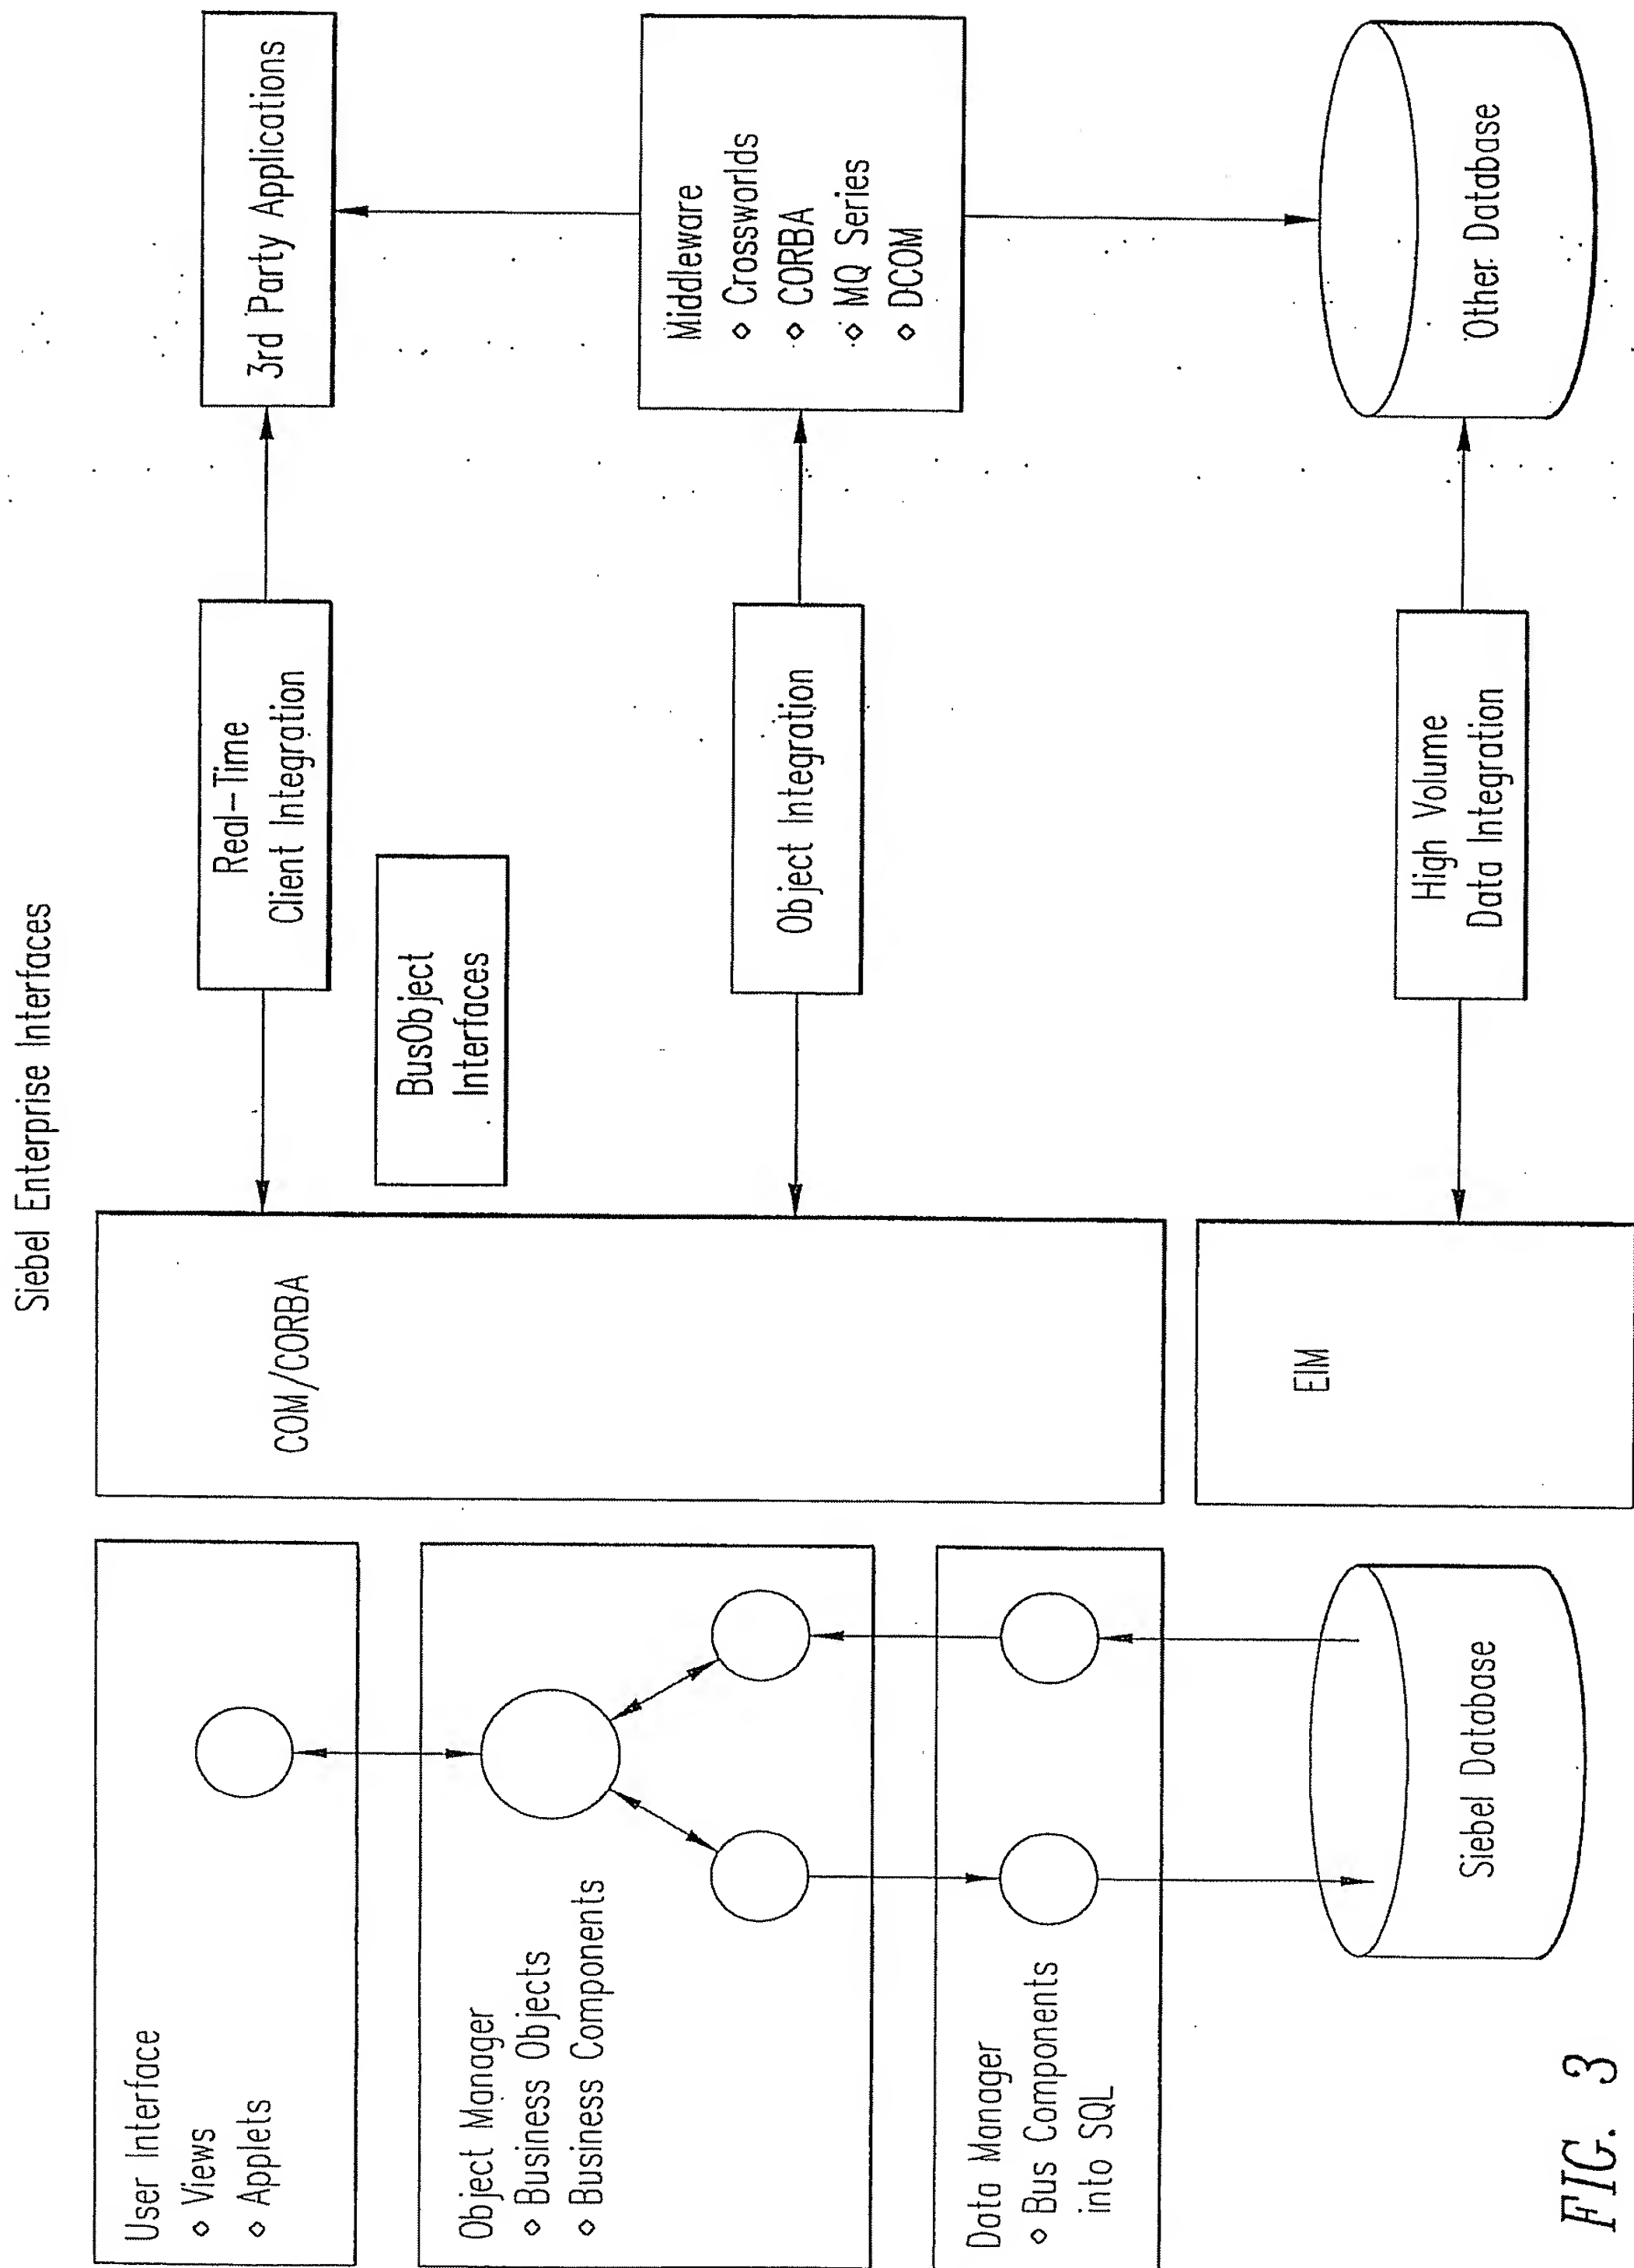 Siebel Enterprise Interfaces
User Interface
◇ Views
◇ Applets
Object Manager
◇ Business Objects
◇ Business Components
Data Manager
◇ Bus Components
into SQL
Siebel Database
COM/CORBA
EIM
Real-Time
Client Integration
BusObject
Interfaces
Object Integration
High Volume
Data Integration
3rd Party Applications
Middleware
◇ Crossworlds
◇ CORBA
◇ MQ Series
◇ DCOM
Other Database
FIG. 3